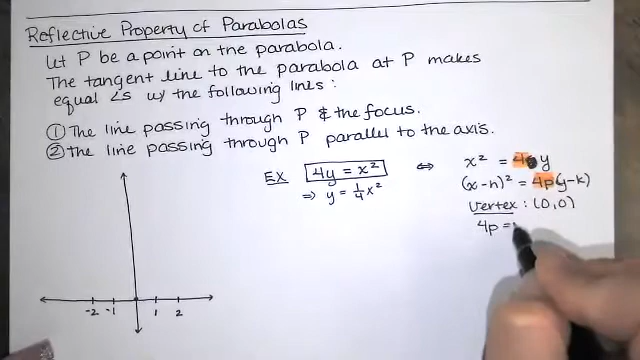 Reflective Property of Parabolas
Let P be a point on the parabola.
The tangent line to the parabola at P makes
equal ∠s w/ the following lines:
① The line passing through P & the focus.
② The line passing through P parallel to the axis.
EX 4y = x² ⇔ x² = 4 y
⇒ y = 1/4 x²
(x-h)² = 4p(y-k)
Vertex: (0,0)
4p =
-2 -1 1 2